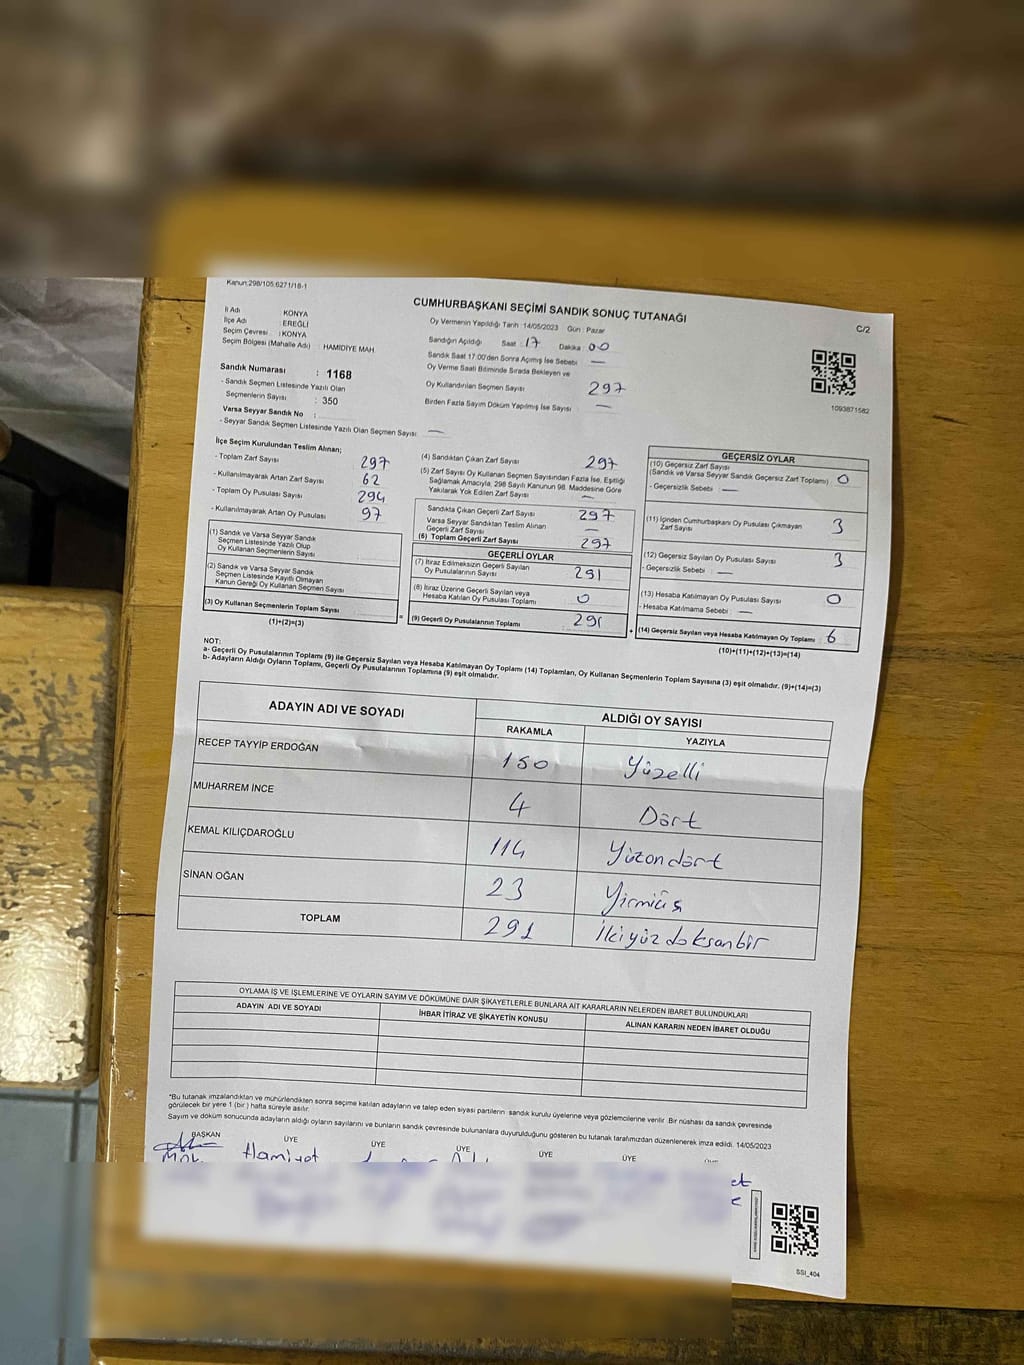 Kanun:298/105.6271/18-1
CUMHURBAŞKANI SEÇİMİ SANDIK SONUÇ TUTANAĞI
C/2
İl Adı : KONYA
İlçe Adı : EREĞLİ
Seçim Çevresi : KONYA
Seçim Bölgesi (Mahalle Adı) : HAMIDIYE MAH
Oy Vermenin Yapıldığı Tarih :14/05/2023 Gün : Pazar
Sandığın Açıldığı Saat : 17 Dakika : 00
Sandık Saat 17:00'den Sonra Açımış İse Sebebi —
Oy Verme Saati Bitiminde Sırada Bekleyen ve
Oy Kullandırılan Seçmen Sayısı 297
Birden Fazla Sayım Döküm Yapılmış İse Sayısı —
1093871582
Sandık Numarası : 1168
- Sandık Seçmen Listesinde Yazılı Olan
Seçmenlerin Sayısı : 350
Varsa Seyyar Sandık No :
- Seyyar Sandık Seçmen Listesinde Yazılı Olan Seçmen Sayısı: —
İlçe Seçim Kurulundan Teslim Alınan;
- Toplam Zarf Sayısı 297
- Kullanılmayarak Artan Zarf Sayısı 62
- Toplam Oy Pusulası Sayısı 294
- Kullanılmayarak Artan Oy Pusulası 97
(1) Sandık ve Varsa Seyyar Sandık
Seçmen Listesinde Yazılı Olup
Oy Kullanan Seçmenlerin Sayısı
(2) Sandık ve Varsa Seyyar Sandık
Seçmen Listesinde Kayıtlı Olmayan
Kanun Gereği Oy Kullanan Seçmen Sayısı
(3) Oy Kullanan Seçmenlerin Toplam Sayısı
(1)+(2)=(3)
=
(4) Sandıktan Çıkan Zarf Sayısı 297
(5) Zarf Sayısı Oy Kullanan Seçmen Sayısından Fazla İse, Eşitliği
Sağlamak Amacıyla, 298 Sayılı Kanunun 98. Maddesine Göre
Yakılarak Yok Edilen Zarf Sayısı —
Sandıkta Çıkan Geçerli Zarf Sayısı 297
Varsa Seyyar Sandıktan Teslim Alınan
Geçerli Zarf Sayısı —
(6) Toplam Geçerli Zarf Sayısı 297
GEÇERLİ OYLAR
(7) İtiraz Edilmeksizin Geçerli Sayılan
Oy Pusulalarının Sayısı 291
(8) İtiraz Üzerine Geçerli Sayılan veya
Hesaba Katılan Oy Pusulası Toplamı 0
(9) Geçerli Oy Pusulalarının Toplamı 291
+
GEÇERSİZ OYLAR
(10) Geçersiz Zarf Sayısı
(Sandık ve Varsa Seyyar Sandık Geçersiz Zarf Toplamı) 0
- Geçersizlik Sebebi : —
(11) İçinden Cumhurbaşkanı Oy Pusulası Çıkmayan
Zarf Sayısı 3
(12) Geçersiz Sayılan Oy Pusulası Sayısı 3
- Geçersizlik Sebebi : —
(13) Hesaba Katılmayan Oy Pusulası Sayısı 0
- Hesaba Katılmama Sebebi : —
(14) Geçersiz Sayılan veya Hesaba Katılmayan Oy Toplamı : 6
(10)+(11)+(12)+(13)=(14)
NOT:
a- Geçerli Oy Pusulalarının Toplamı (9) ile Geçersiz Sayılan veya Hesaba Katılmayan Oy Toplamı (14) Toplamları, Oy Kullanan Seçmenlerin Toplam Sayısına (3) eşit olmalıdır. (9)+(14)=(3)
b- Adayların Aldığı Oyların Toplamı, Geçerli Oy Pusulalarının Toplamına (9) eşit olmalıdır.
ADAYIN ADI VE SOYADI
ALDIĞI OY SAYISI
RAKAMLA YAZIYLA
RECEP TAYYİP ERDOĞAN 150 Yüzelli
MUHARREM İNCE 4 Dört
KEMAL KILIÇDAROĞLU 114 Yüzondört
SİNAN OĞAN 23 Yirmiüş
TOPLAM 291 İkiyüzdoksanbir
OYLAMA İŞ VE İŞLEMLERİNE VE OYLARIN SAYIM VE DÖKÜMÜNE DAİR ŞİKAYETLERLE BUNLARA AİT KARARLARIN NELERDEN İBARET BULUNDUKLARI
ADAYIN ADI VE SOYADI İHBAR İTİRAZ VE ŞİKAYETİN KONUSU ALINAN KARARIN NEDEN İBARET OLDUĞU
*Bu tutanak imzalandıktan ve mühürlendikten sonra seçime katılan adayların ve talep eden siyasi partilerin sandık kurulu üyelerine veya gözlemcilerine verilir. Bir nüshası da sandık çevresinde
görülecek bir yere 1 (bir) hafta süreyle asılır.
Sayım ve döküm sonucunda adayların aldığı oyların sayılarını ve bunların sandık çevresinde bulunanlara duyurulduğunu gösteren bu tutanak tarafımızdan düzenlenerek imza edildi. 14/05/2023
BAŞKAN ÜYE ÜYE ÜYE ÜYE ÜYE
Hamiyet
SSI_404